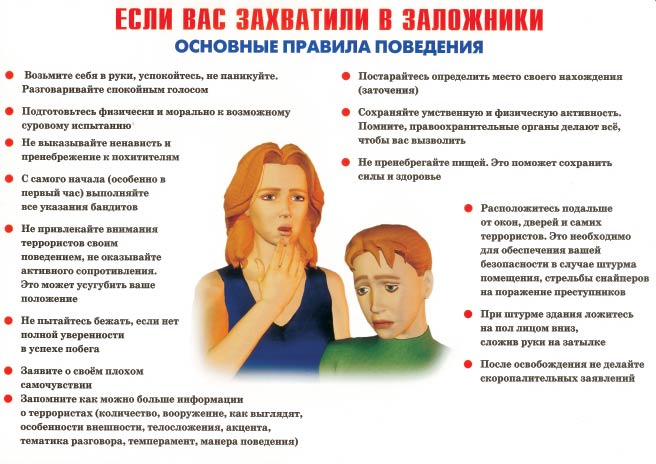 ЕСЛИ ВАС ЗАХВАТИЛИ В ЗАЛОЖНИКИ
ОСНОВНЫЕ ПРАВИЛА ПОВЕДЕНИЯ
Возьмите себя в руки, успокойтесь, не паникуйте.
Разговаривайте спокойным голосом
Подготовьтесь физически и морально к возможному
суровому испытанию
Не выказывайте ненависть и
пренебрежение к похитителям
С самого начала (особенно в
первый час) выполняйте
все указания бандитов
Не привлекайте внимания
террористов своим
поведением, не оказывайте
активного сопротивления.
Это может усугубить ваше
положение
Не пытайтесь бежать, если нет
полной уверенности
в успехе побега
Заявите о своём плохом
самочувствии
Запомните как можно больше информации
о террористах (количество, вооружение, как выглядят,
особенности внешности, телосложения, акцента,
тематика разговора, темперамент, манера поведения)
Постарайтесь определить место своего нахождения
(заточения)
Сохраняйте умственную и физическую активность.
Помните, правоохранительные органы делают всё,
чтобы вас вызволить
Не пренебрегайте пищей. Это поможет сохранить
силы и здоровье
Расположитесь подальше
от окон, дверей и самих
террористов. Это необходимо
для обеспечения вашей
безопасности в случае штурма
помещения, стрельбы снайперов
на поражение преступников
При штурме здания ложитесь
на пол лицом вниз,
сложив руки на затылке
После освобождения не делайте
скоропалительных заявлений